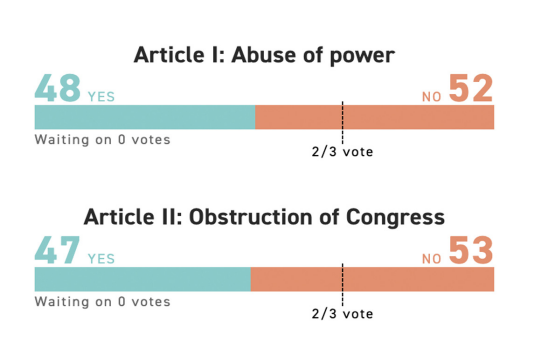 Article I: Abuse of power
48 YES NO 52
Waiting on 0 votes
2/3 vote
Article II: Obstruction of Congress
47 YES NO 53
Waiting on 0 votes
2/3 vote